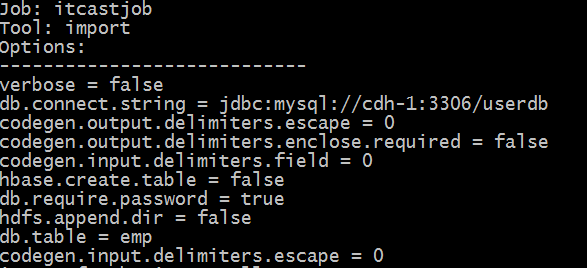 Job: itcastjob
Tool: import
Options:
----------------------------
verbose = false
db.connect.string = jdbc:mysql://cdh-1:3306/userdb
codegen.output.delimiters.escape = 0
codegen.output.delimiters.enclose.required = false
codegen.input.delimiters.field = 0
hbase.create.table = false
db.require.password = true
hdfs.append.dir = false
db.table = emp
codegen.input.delimiters.escape = 0